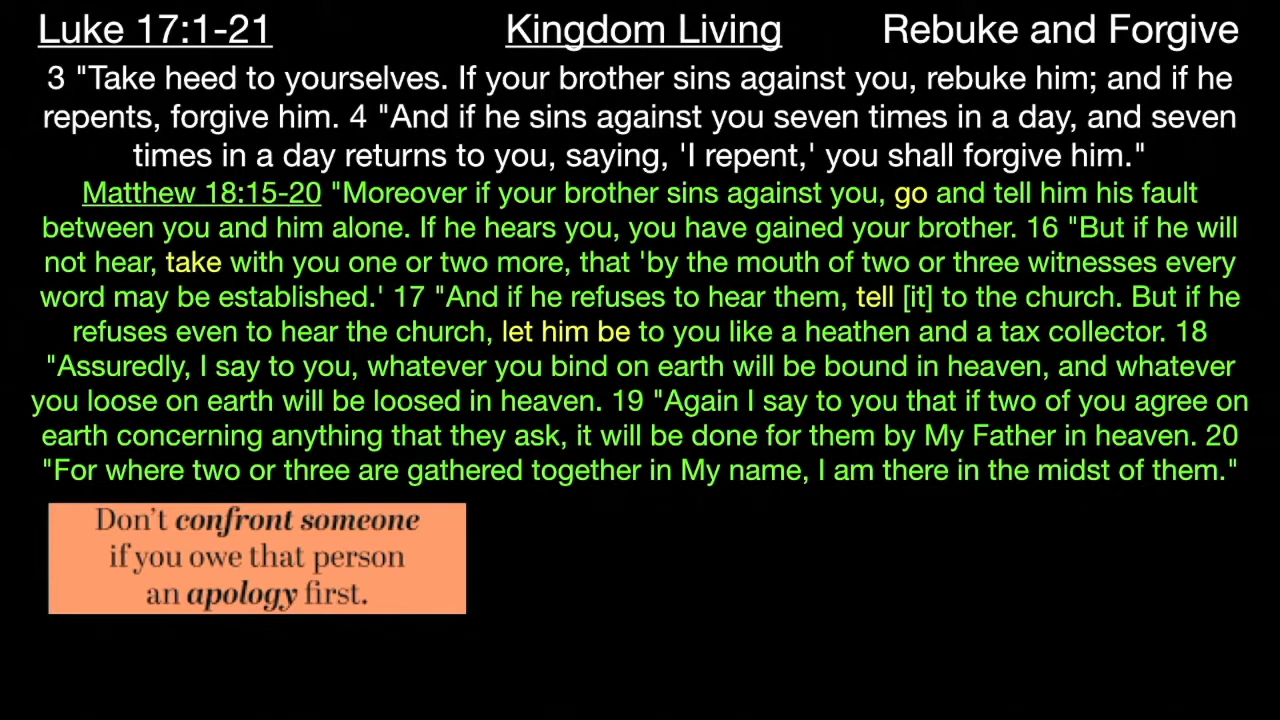 Luke 17:1-21 Kingdom Living Rebuke and Forgive
3 "Take heed to yourselves. If your brother sins against you, rebuke him; and if he
repents, forgive him. 4 "And if he sins against you seven times in a day, and seven
times in a day returns to you, saying, 'I repent,' you shall forgive him."
Matthew 18:15-20 "Moreover if your brother sins against you, go and tell him his fault
between you and him alone. If he hears you, you have gained your brother. 16 "But if he will
not hear, take with you one or two more, that 'by the mouth of two or three witnesses every
word may be established.' 17 "And if he refuses to hear them, tell [it] to the church. But if he
refuses even to hear the church, let him be to you like a heathen and a tax collector. 18
"Assuredly, I say to you, whatever you bind on earth will be bound in heaven, and whatever
you loose on earth will be loosed in heaven. 19 "Again I say to you that if two of you agree on
earth concerning anything that they ask, it will be done for them by My Father in heaven. 20
"For where two or three are gathered together in My name, I am there in the midst of them."
Don't confront someone
if you owe that person
an apology first.